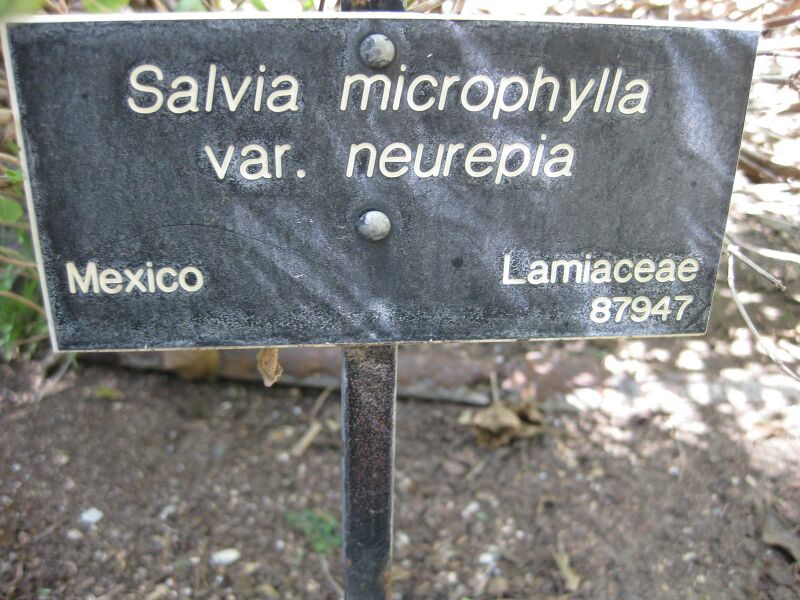 Salvia microphylla
var. neurepia
Mexico
Lamiaceae
87947